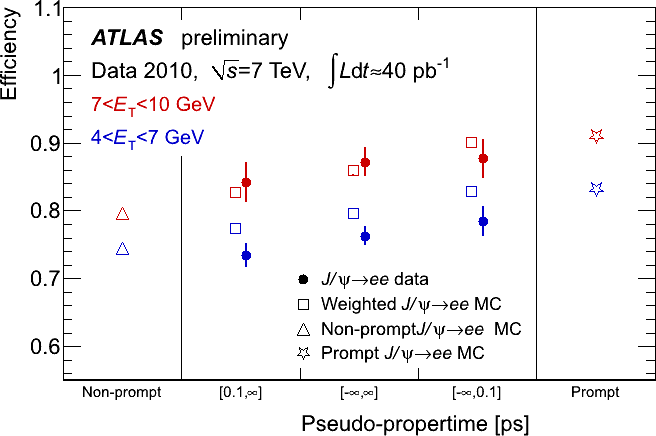 1.1
Efficiency
ATLAS preliminary
Data 2010, √s=7 TeV, ∫Ldt≈40 pb⁻¹
1
7<E_T<10 GeV
4<E_T<7 GeV
0.9
0.8
0.7
0.6
J/ψ→ee data
Weighted J/ψ→ee MC
Non-promptJ/ψ→ee MC
Prompt J/ψ→ee MC
Non-prompt [0.1,∞] [-∞,∞] [-∞,0.1] Prompt
Pseudo-propertime [ps]